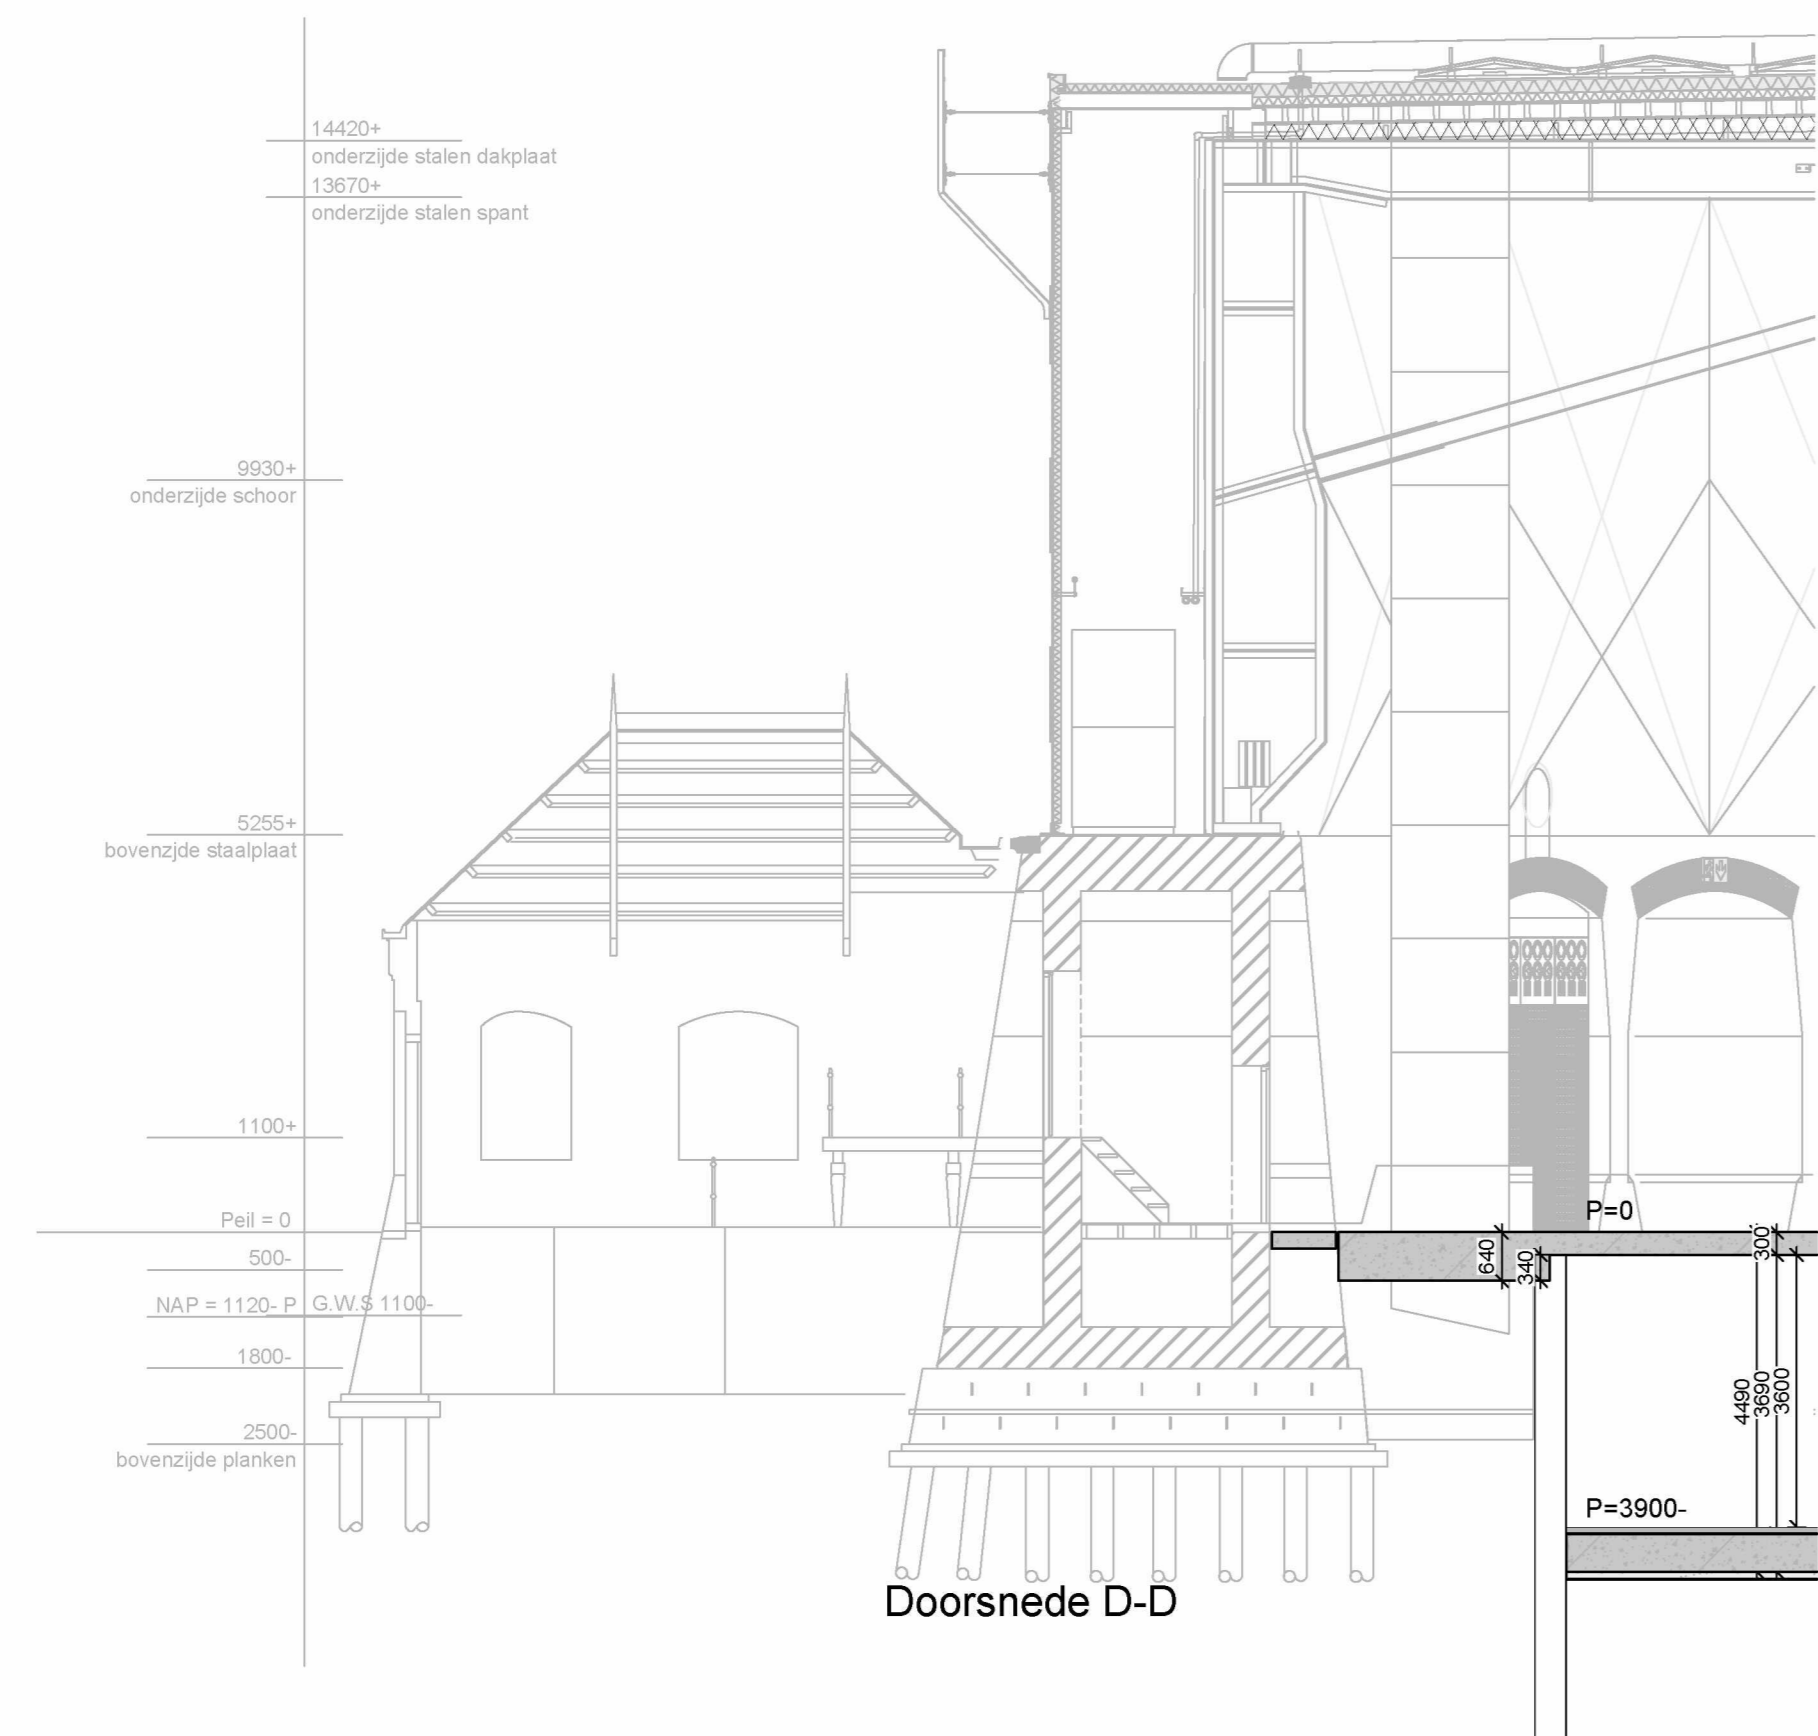 14420+
onderzijde stalen dakplaat
13670+
onderzijde stalen spant
9930+
onderzijde schoor
5255+
bovenzjde staalplaat
1100+
Peil = 0
P=0
640
340
300
500-
NAP = 1120- P
G.W.S 1100-
1800-
4490
3690
3600
2500-
bovenzijde planken
P=3900-
Doorsnede D-D